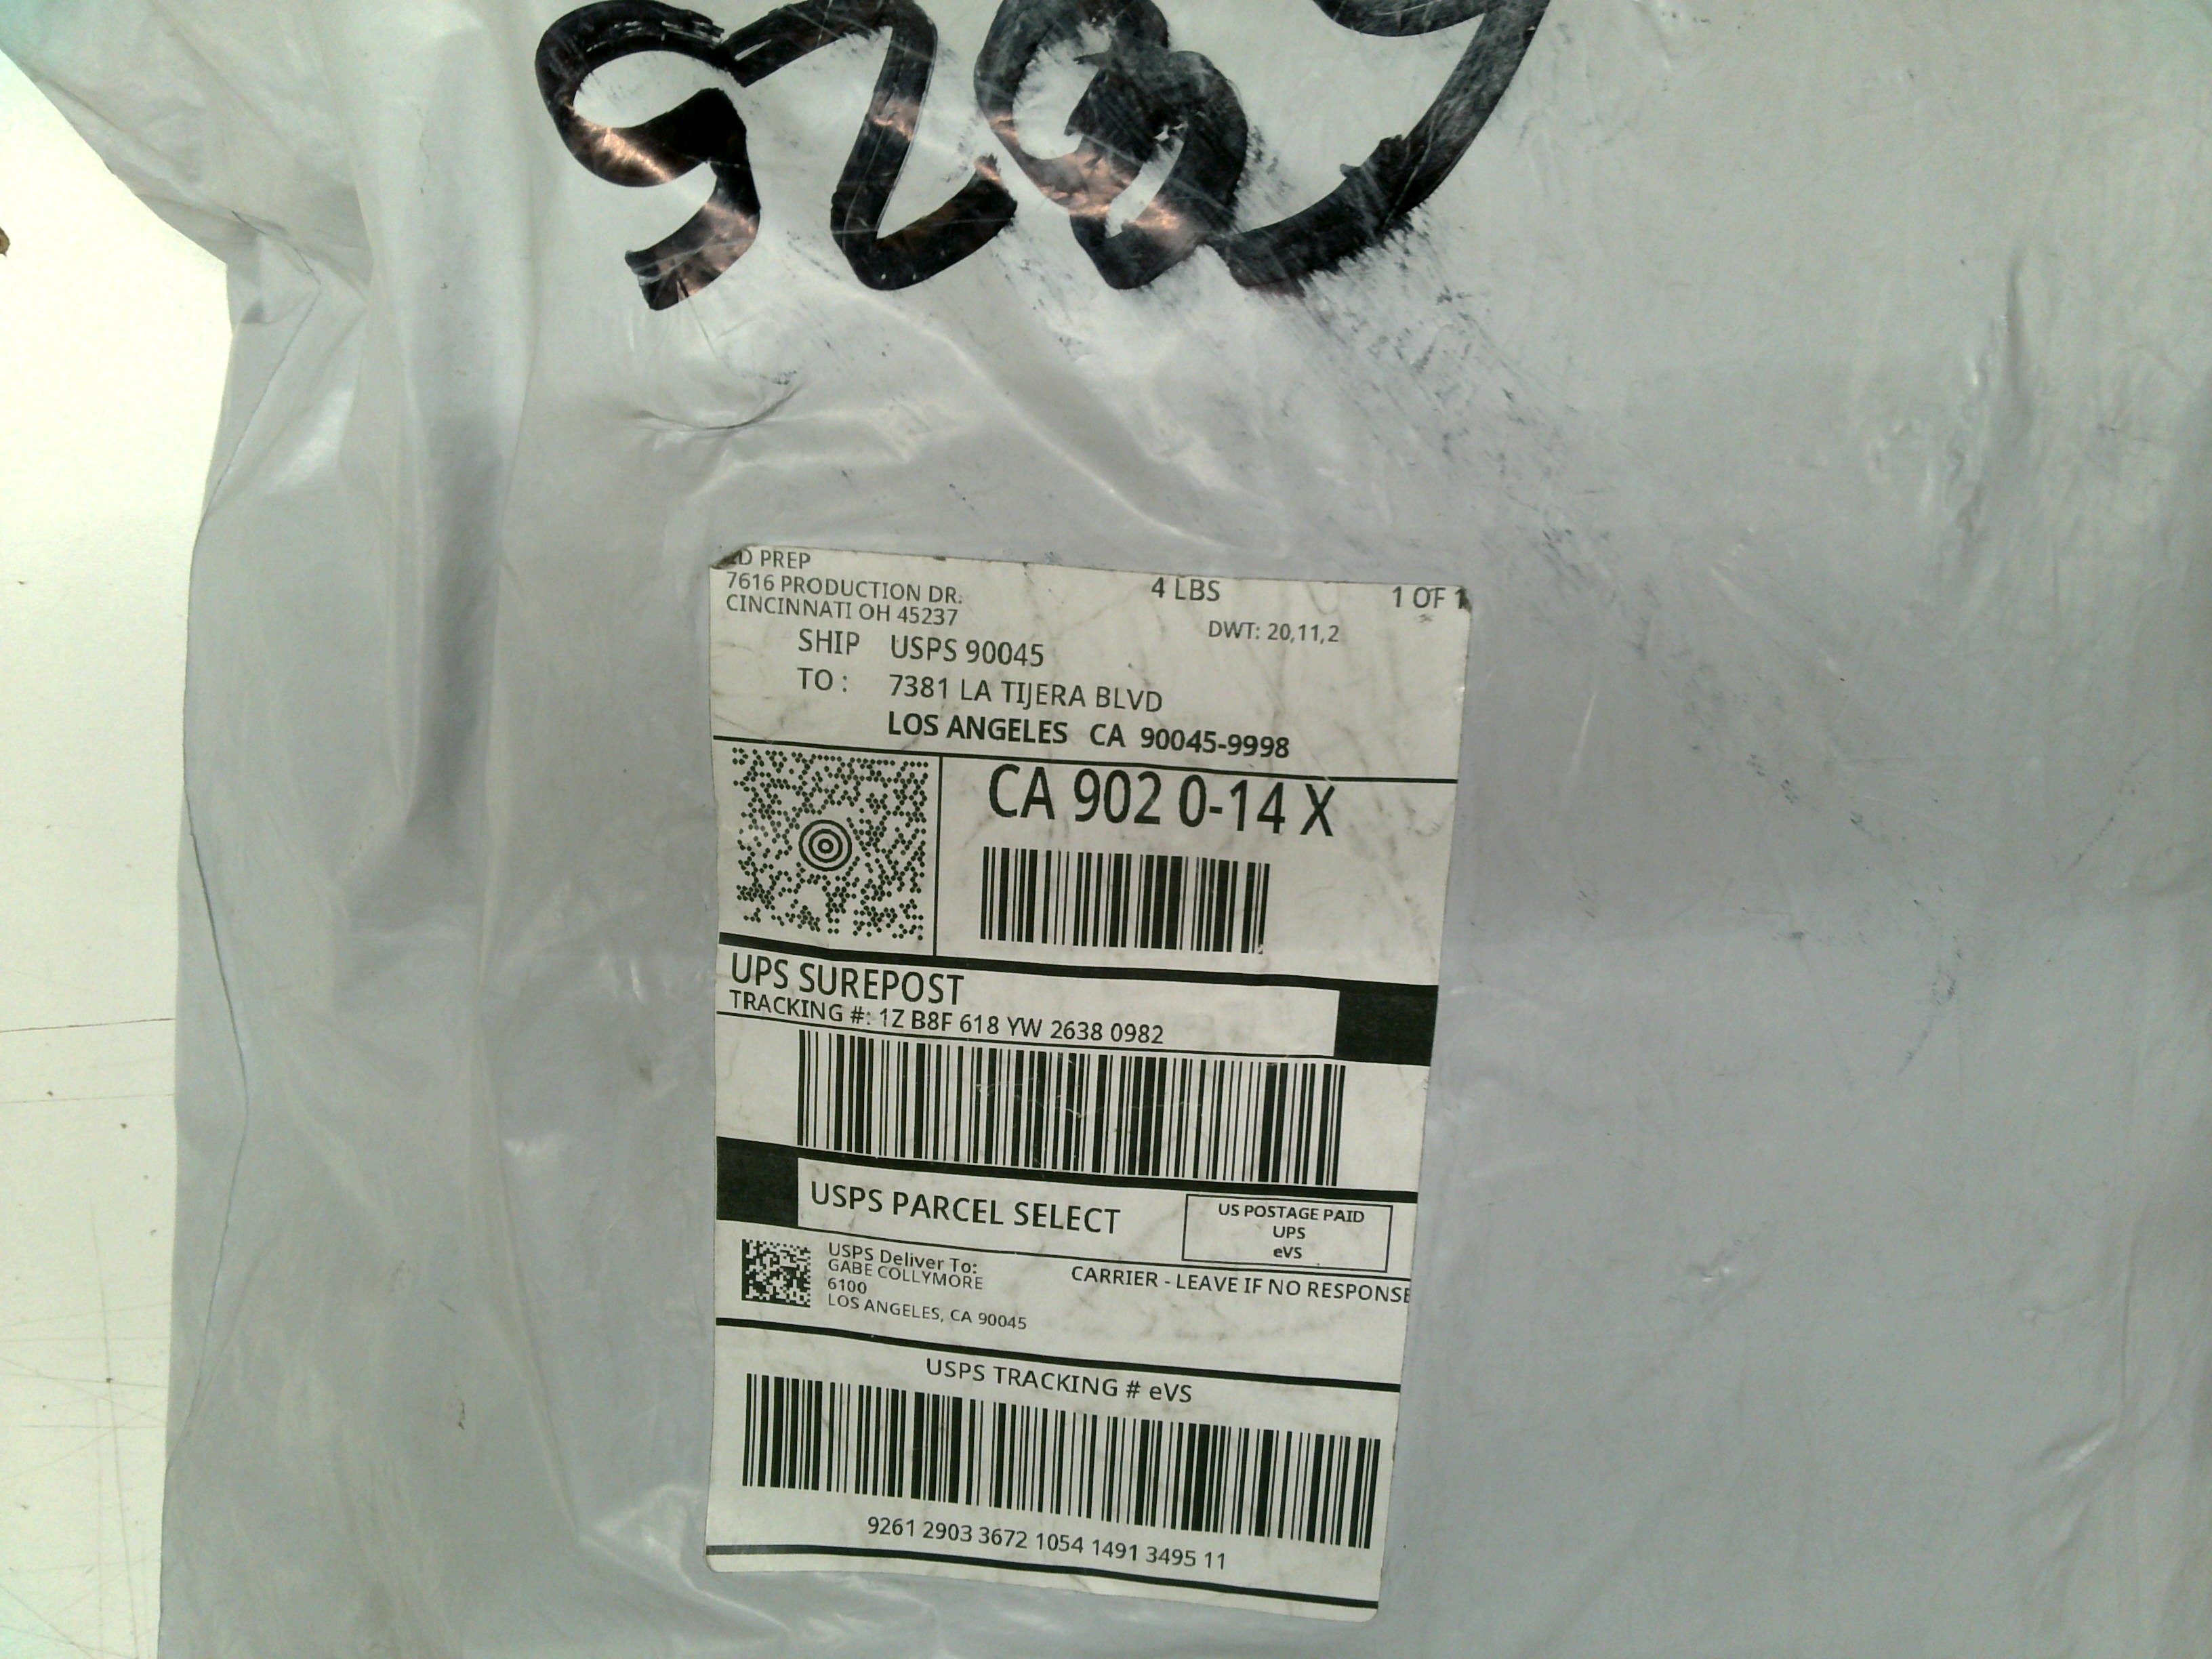 D PREP
7616 PRODUCTION DR.
CINCINNATI OH 45237
4 LBS
1 OF 1
DWT: 20,11,2
SHIP TO :
USPS 90045
7381 LA TIJERA BLVD
LOS ANGELES CA 90045-9998
CA 902 0-14 X
UPS SUREPOST
TRACKING #: 1Z B8F 618 YW 2638 0982
USPS PARCEL SELECT
US POSTAGE PAID
UPS
eVS
USPS Deliver To:
GABE COLLYMORE
6100
LOS ANGELES, CA 90045
CARRIER - LEAVE IF NO RESPONSE
USPS TRACKING # eVS
9261 2903 3672 1054 1491 3495 11